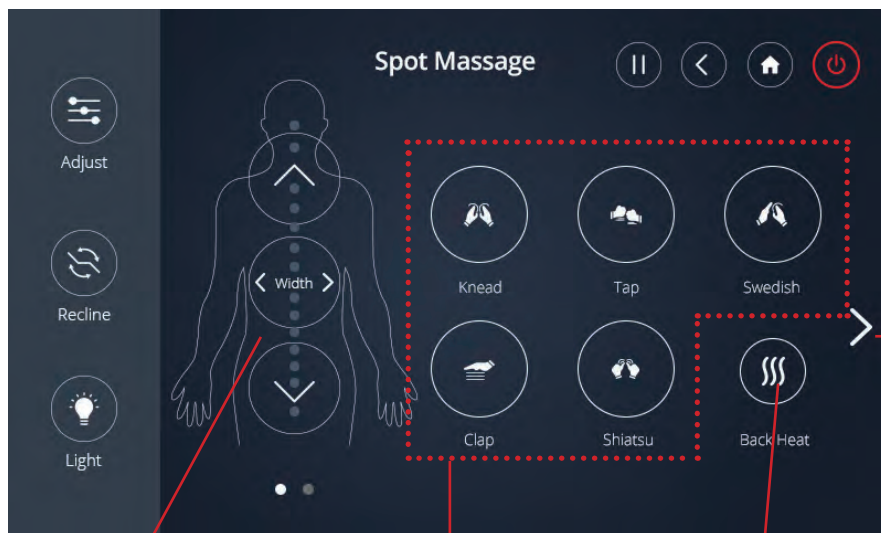 Spot Massage
Adjust
Recline
Light
Width
Knead
Tap
Swedish
Clap
Shiatsu
Back Heat